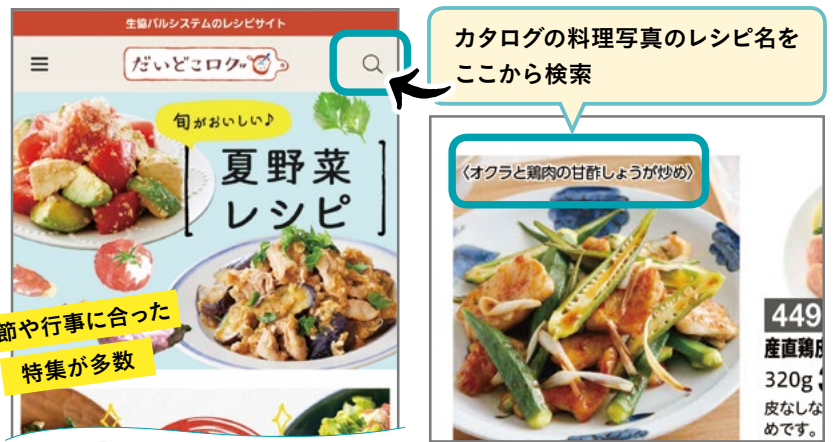 生協パルシステムのレシピサイト
だいどこログ
旬がおいしい♪
夏野菜
レシピ
節や行事に合った
特集が多数
カタログの料理写真のレシピ名を
ここから検索
〈オクラと鶏肉の甘酢しょうが炒め〉
449
産直鶏
320g
皮なしな
めです。